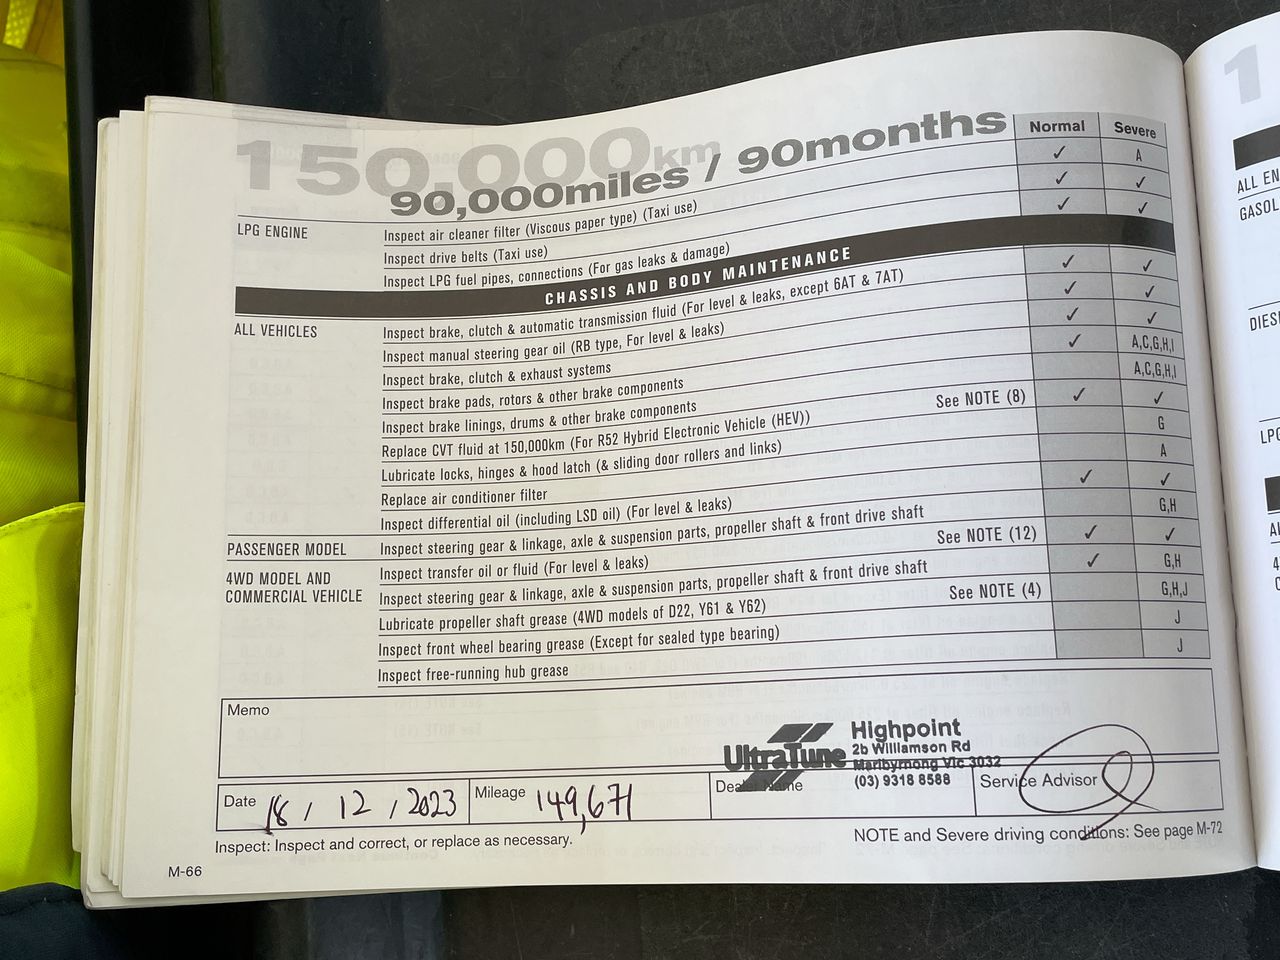 150,000km
90,000miles / 90months
Normal Severe
LPG ENGINE Inspect air cleaner filter (Viscous paper type) (Taxi use) ✓ A
Inspect drive belts (Taxi use) ✓ ✓
Inspect LPG fuel pipes, connections (For gas leaks & damage) ✓ ✓
CHASSIS AND BODY MAINTENANCE
ALL VEHICLES Inspect brake, clutch & automatic transmission fluid (For level & leaks, except 6AT & 7AT) ✓ ✓
Inspect manual steering gear oil (RB type, For level & leaks) ✓ ✓
Inspect brake, clutch & exhaust systems ✓ ✓
Inspect brake pads, rotors & other brake components ✓ A,C,G,H,I
Inspect brake linings, drums & other brake components A,C,G,H,I
Replace CVT fluid at 150,000km (For R52 Hybrid Electronic Vehicle (HEV)) See NOTE (8) ✓ ✓
Lubricate locks, hinges & hood latch (& sliding door rollers and links) G
Replace air conditioner filter A
Inspect differential oil (including LSD oil) (For level & leaks) ✓ ✓
PASSENGER MODEL Inspect steering gear & linkage, axle & suspension parts, propeller shaft & front drive shaft G,H
4WD MODEL AND COMMERCIAL VEHICLE Inspect transfer oil or fluid (For level & leaks) See NOTE (12) ✓ ✓
Inspect steering gear & linkage, axle & suspension parts, propeller shaft & front drive shaft ✓ G,H
Lubricate propeller shaft grease (4WD models of D22, Y61 & Y62) See NOTE (4) G,H,J
Inspect front wheel bearing grease (Except for sealed type bearing) J
Inspect free-running hub grease J
Memo
UltraTune Highpoint
2b Williamson Rd
Maribyrnong Vic 3032
(03) 9318 8588
Date 18 / 12 / 2023 Mileage 149,671 Dealer Name Service Advisor
Inspect: Inspect and correct, or replace as necessary.
NOTE and Severe driving conditions: See page M-72
M-66
1
ALL EN
GASOL
DIES
LPG